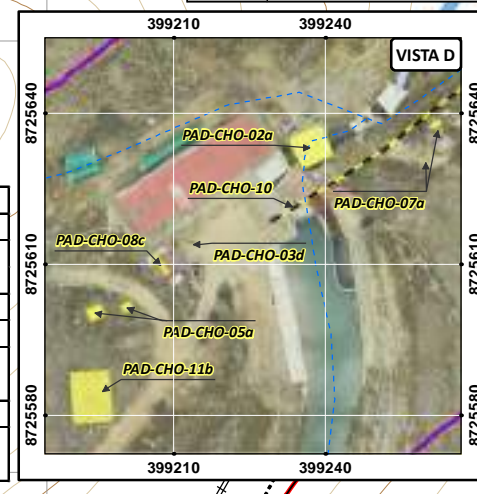 399210
399240
VISTA D
8725640
8725640
PAD-CHO-02a
PAD-CHO-10
PAD-CHO-07a
PAD-CHO-08c
PAD-CHO-03d
8725610
8725610
PAD-CHO-05a
PAD-CHO-11b
8725580
8725580
399210
399240